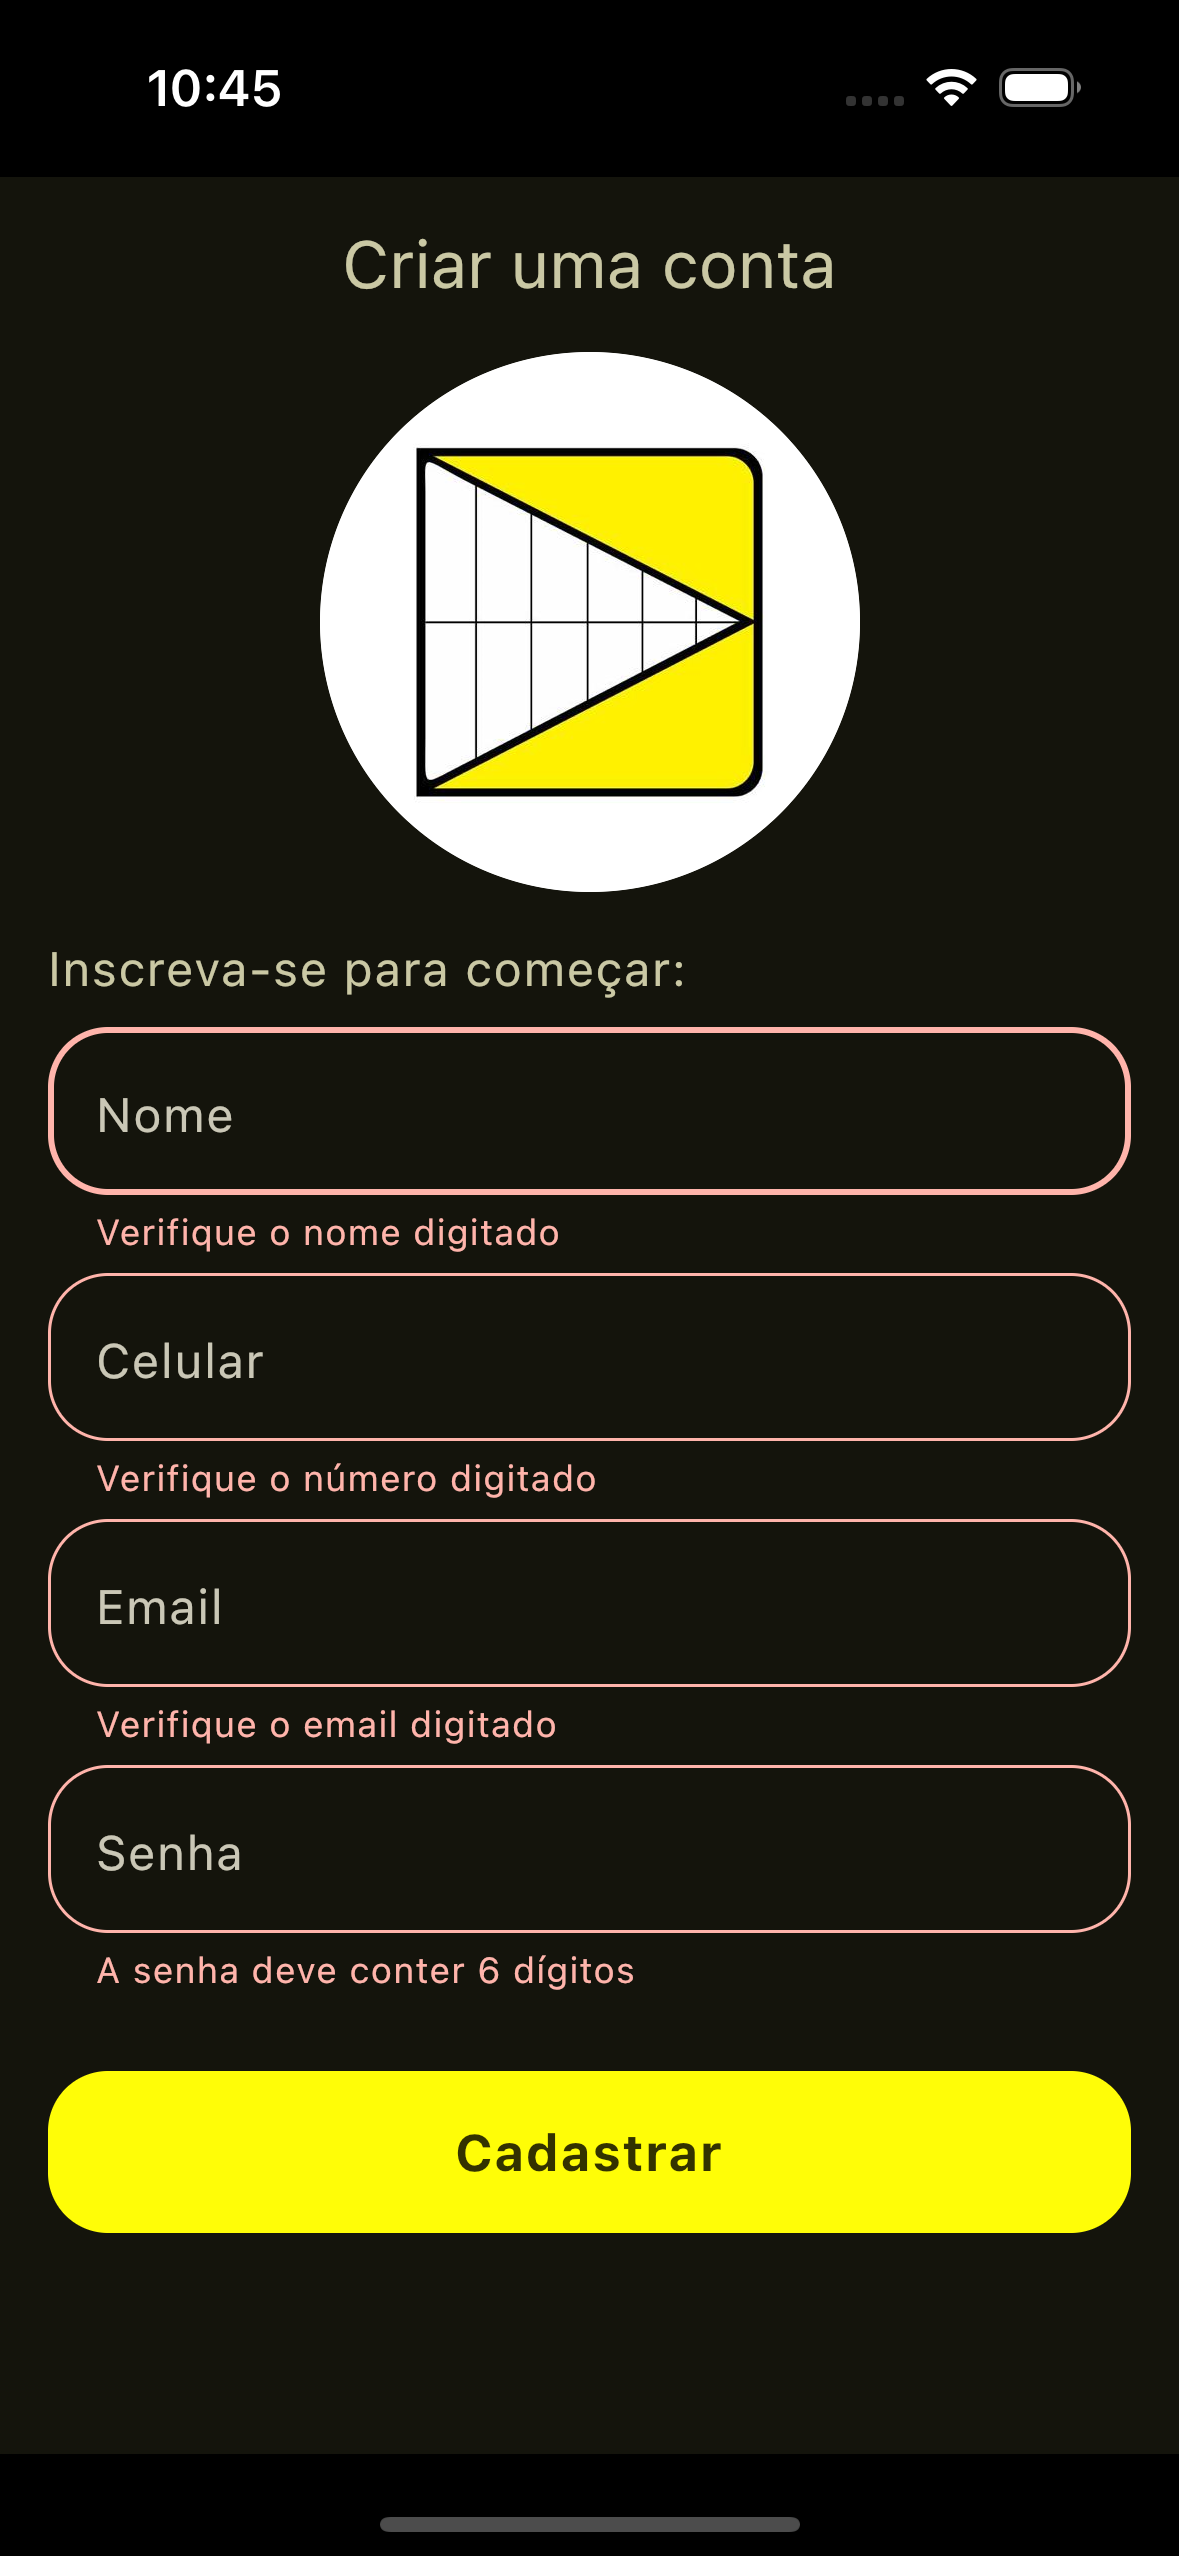 10:45
Criar uma conta
Inscreva-se para começar:
Nome
Verifique o nome digitado
Celular
Verifique o número digitado
Email
Verifique o email digitado
Senha
A senha deve conter 6 dígitos
Cadastrar